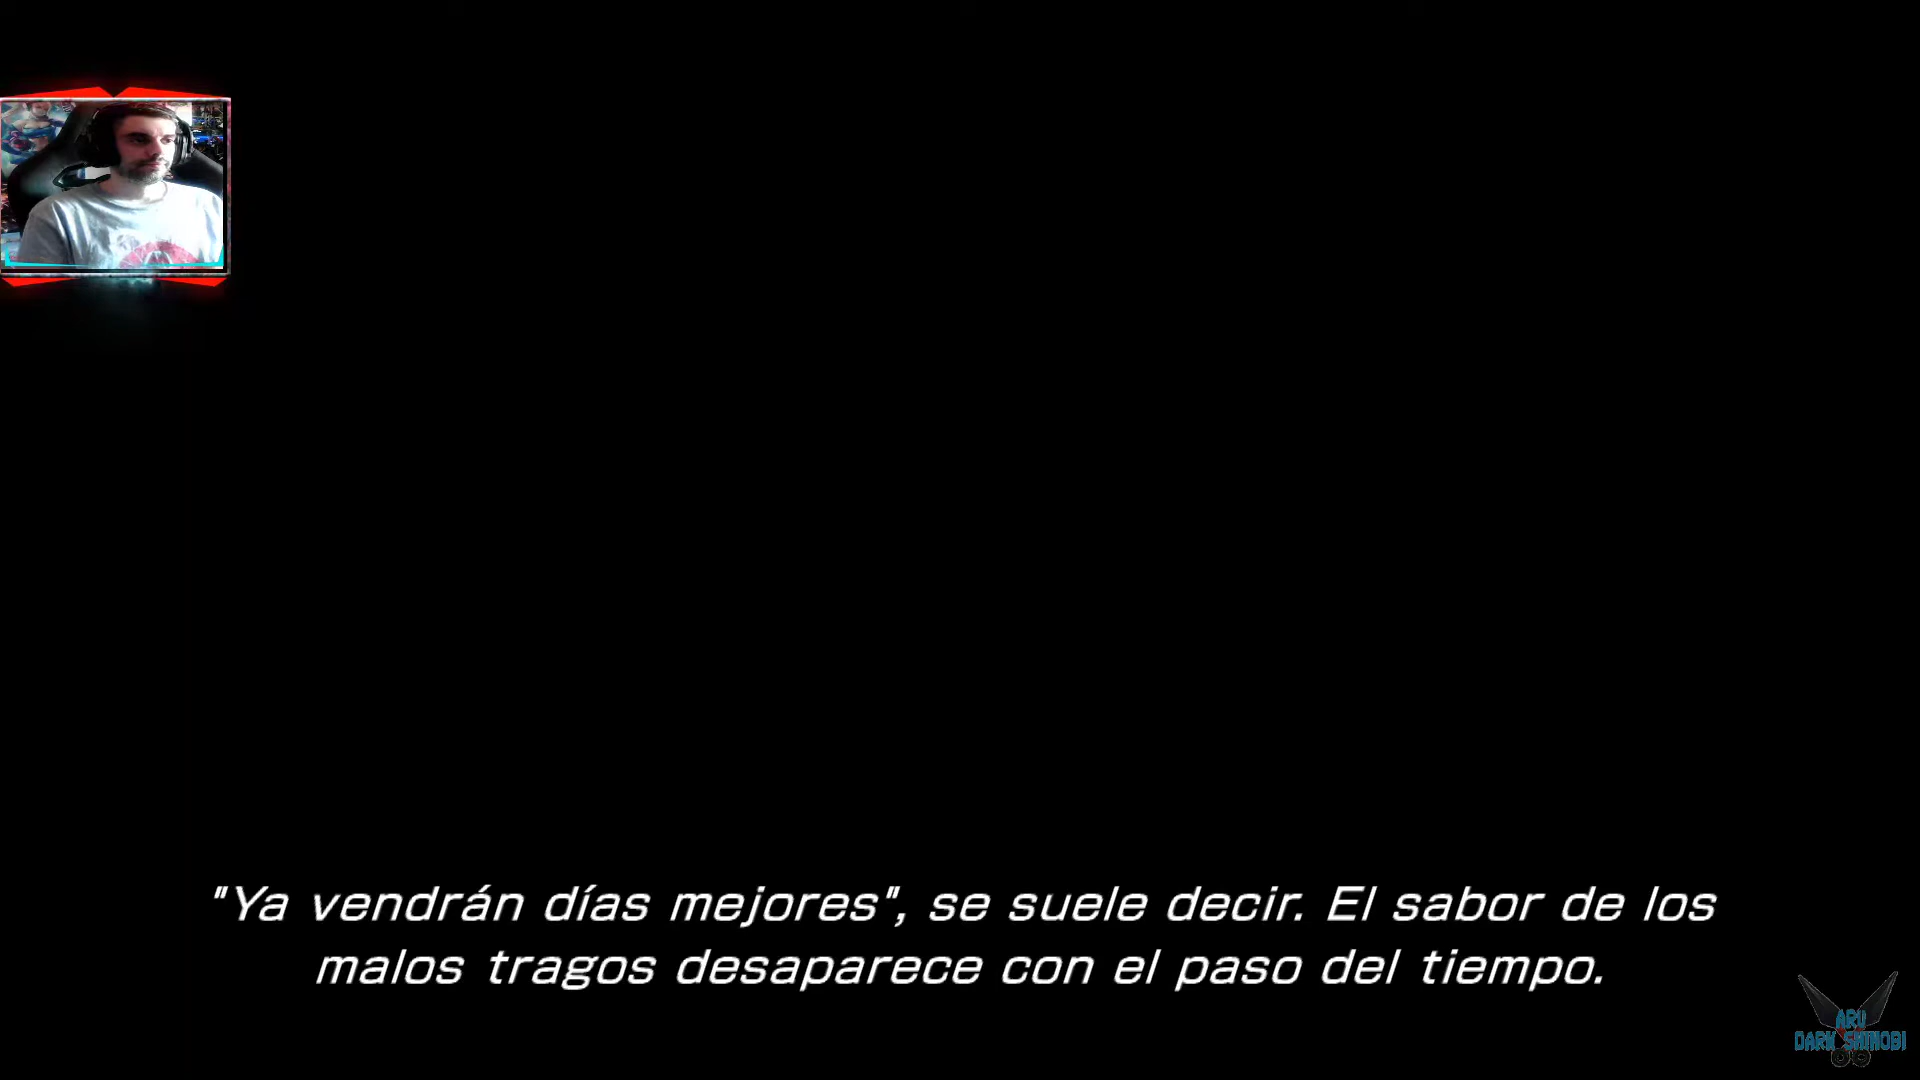 "Ya vendrán días mejores", se suele decir. El sabor de los
malos tragos desaparece con el paso del tiempo.
ARU
DARK SHINOBI